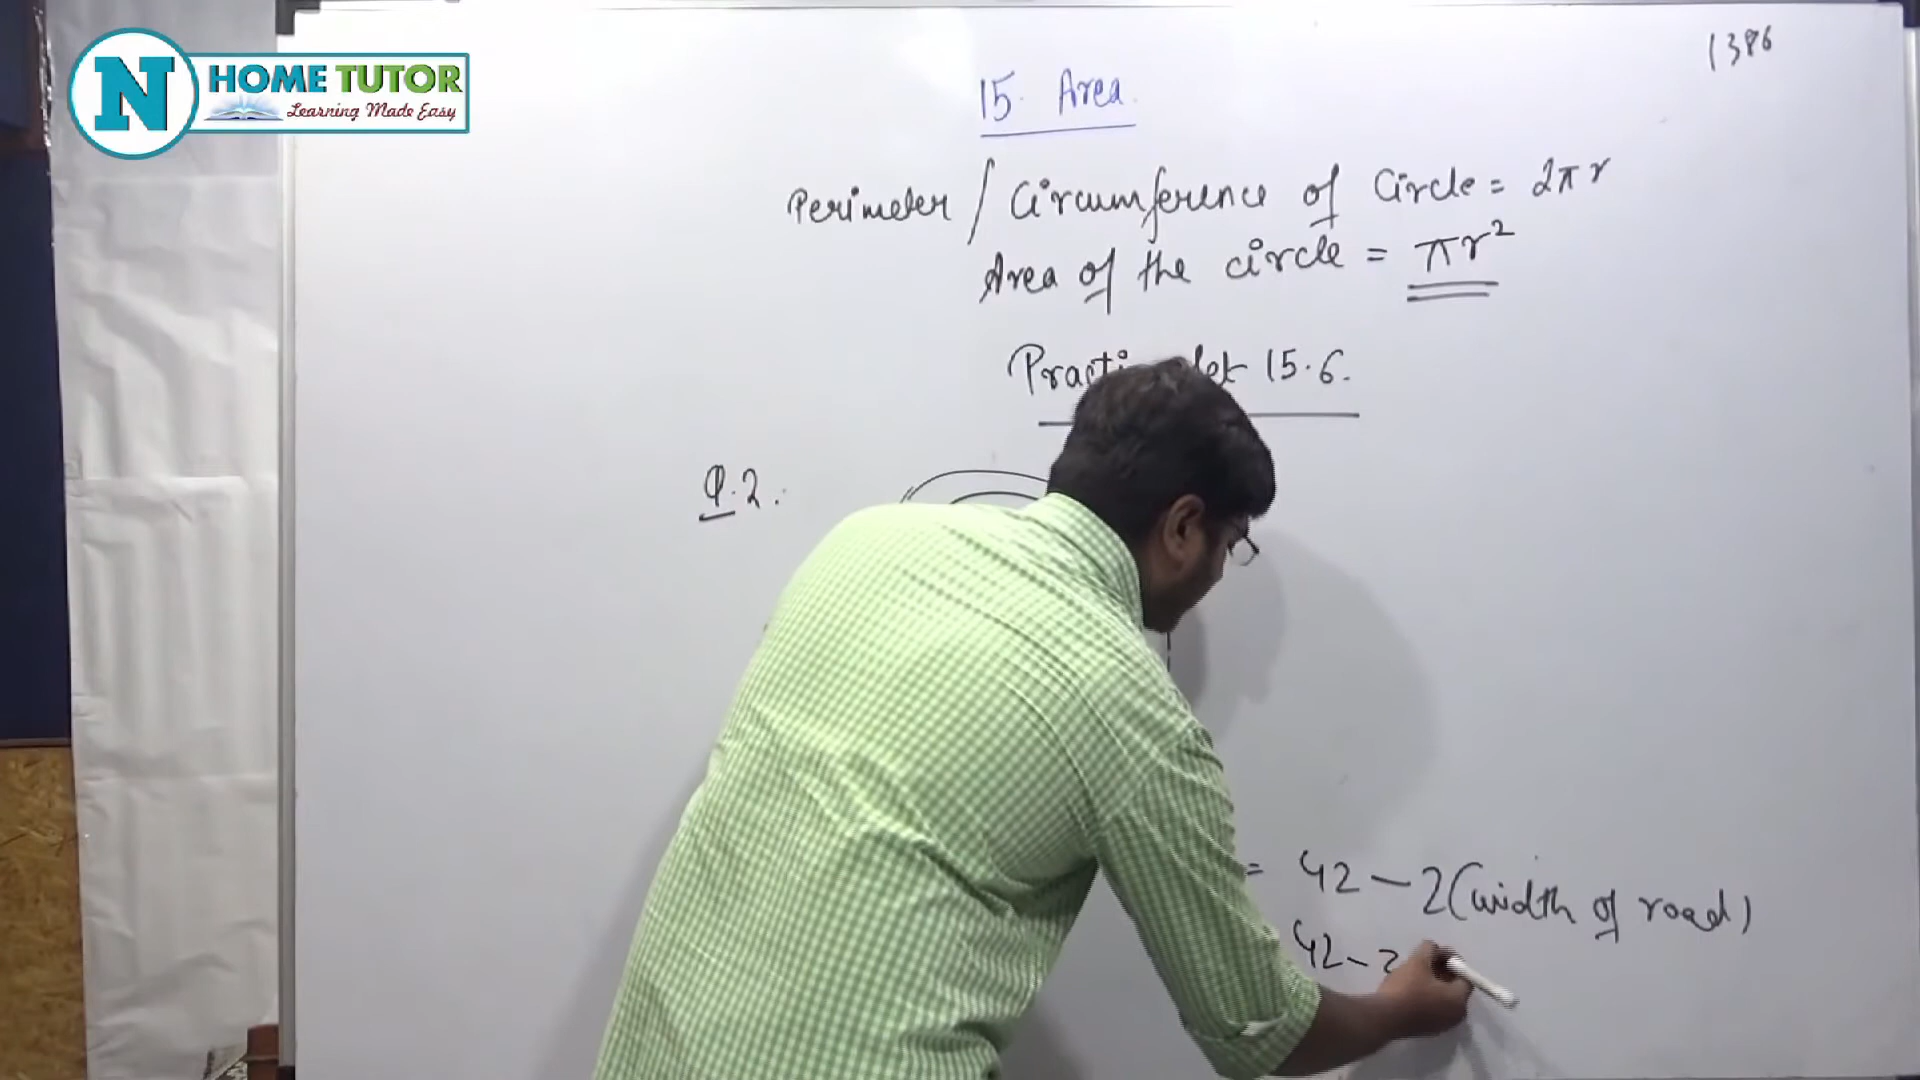 N HOME TUTOR
Learning Made Easy
1386
15. Area.
Perimeter / Circumference of Circle = 2πr
Area of the circle = πr²
15.6.
Q.2.
= 42 - 2 (width of road)
42 - 2